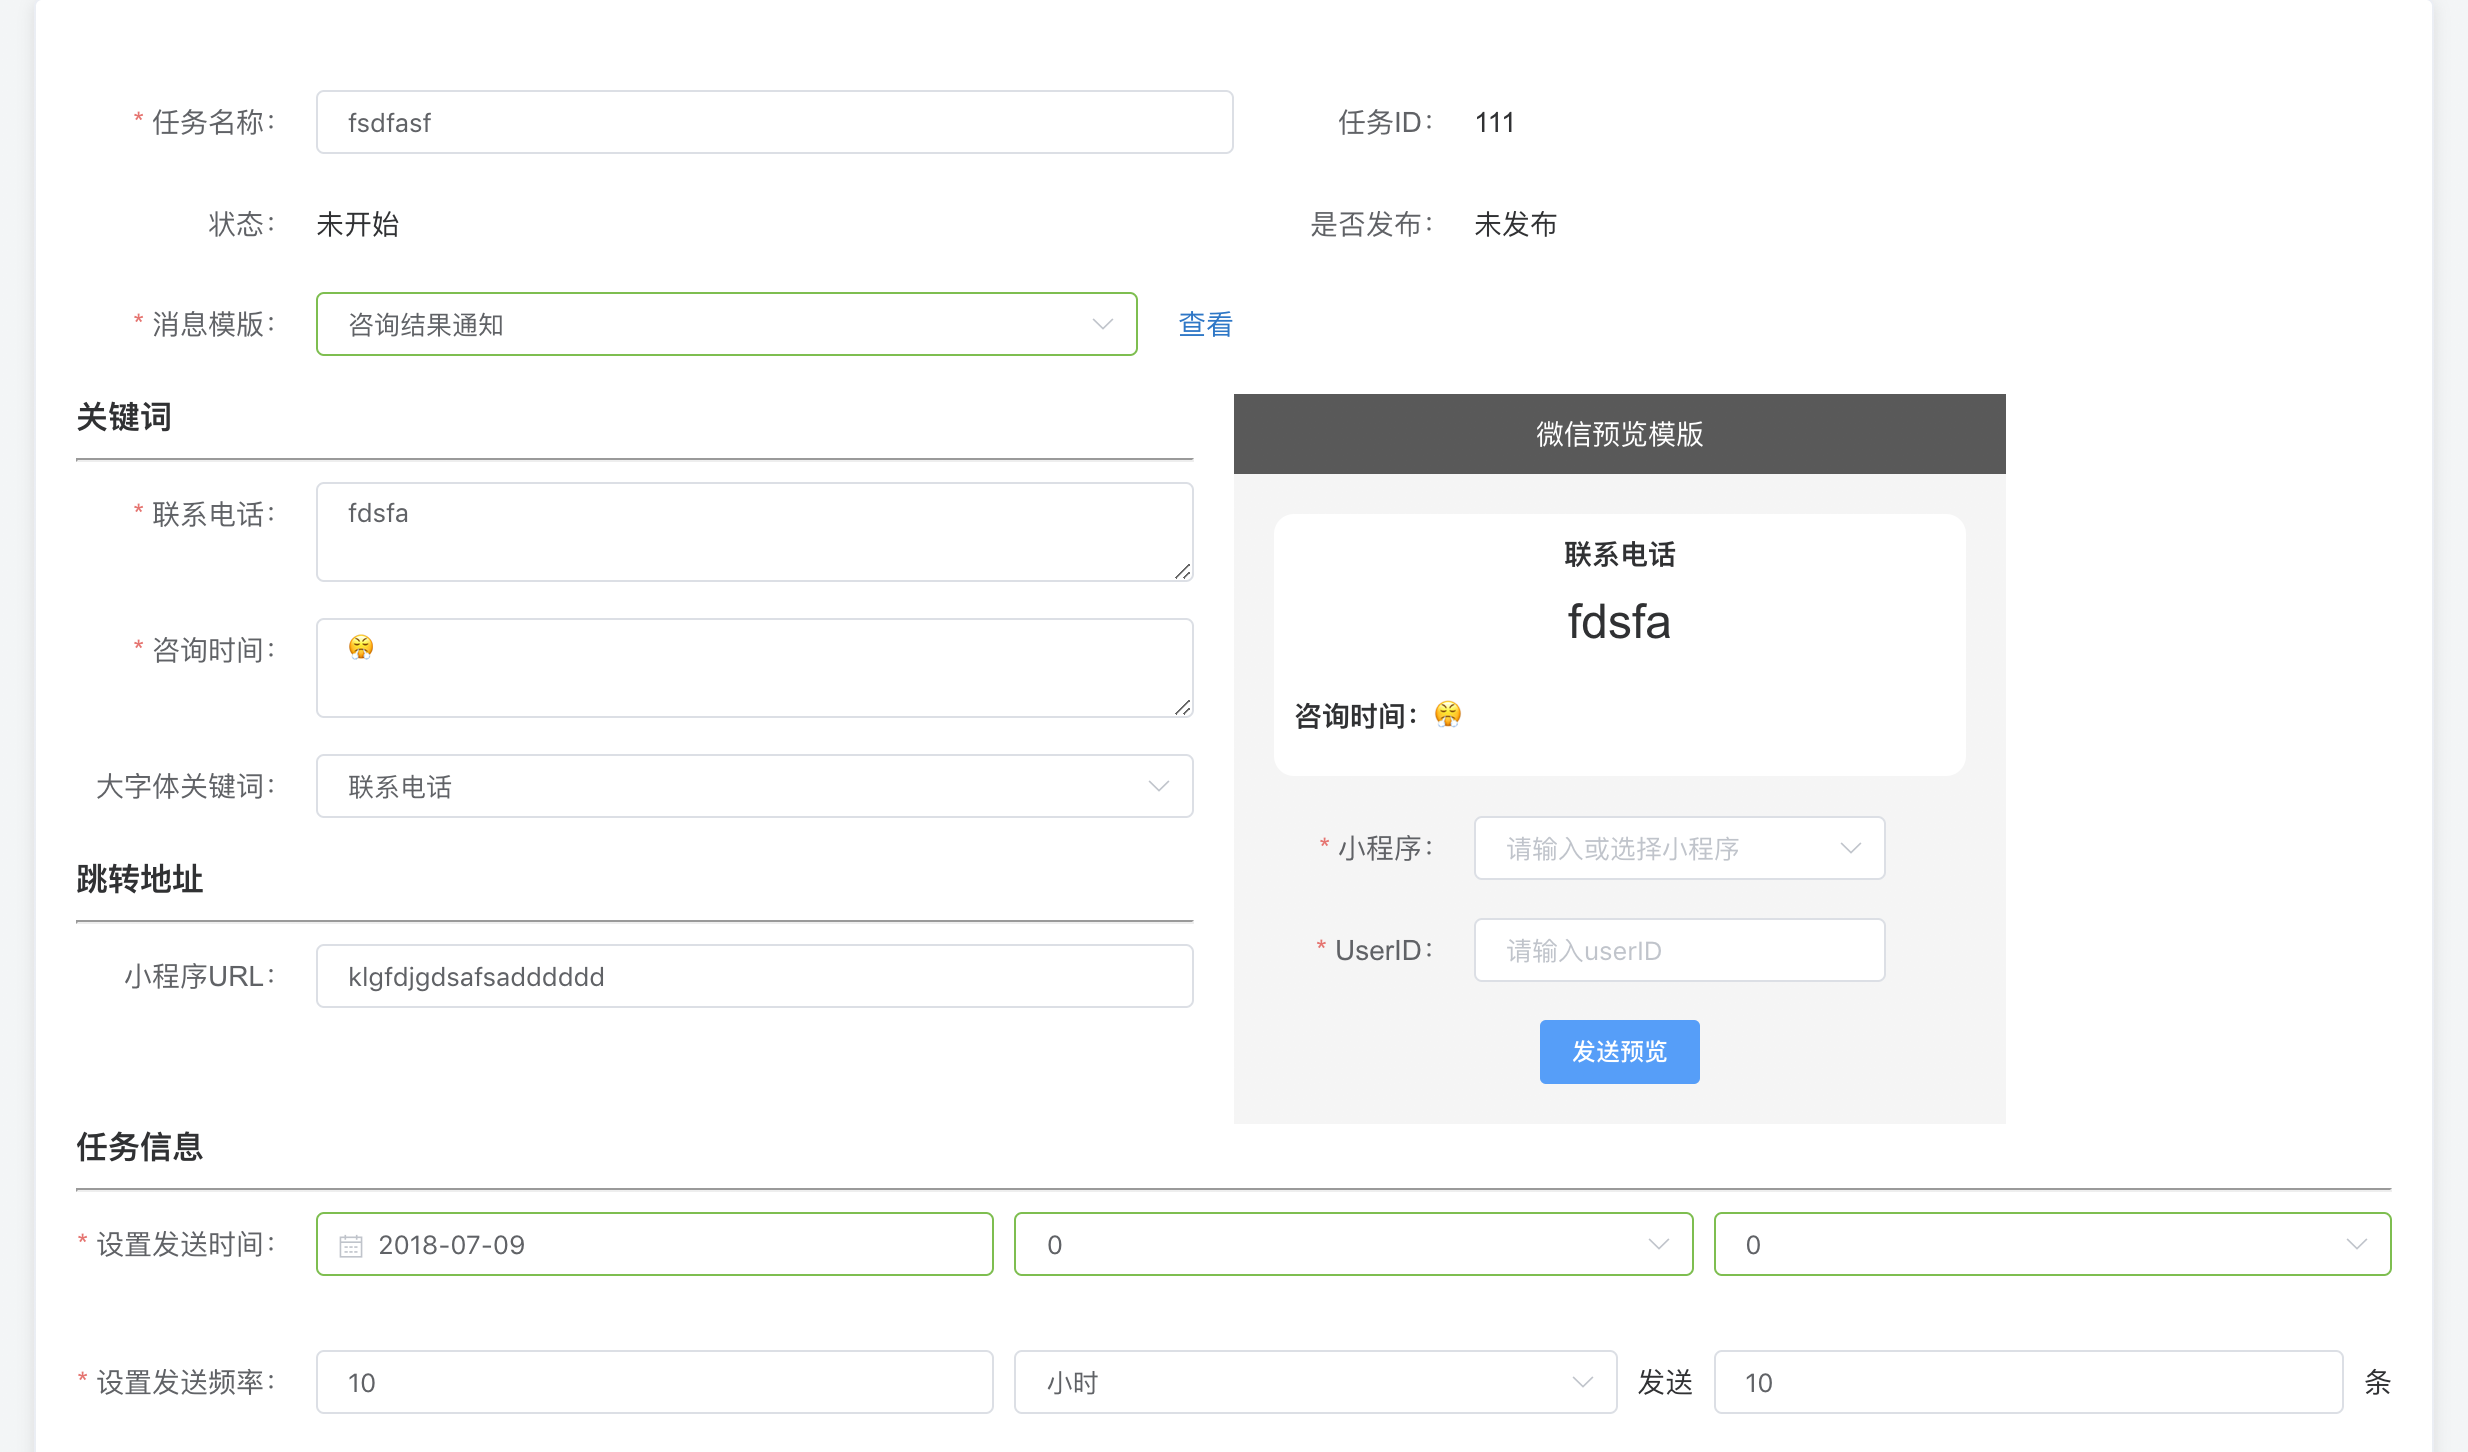 * 任务名称： fsdfasf 任务ID： 111
状态： 未开始 是否发布： 未发布
* 消息模版： 咨询结果通知 查看
关键词
* 联系电话： fdsfa
* 咨询时间： 😤
大字体关键词： 联系电话
跳转地址
小程序URL： klgfdjgdsafsadddddd
微信预览模版
联系电话
fdsfa
咨询时间：😤
* 小程序： 请输入或选择小程序
* UserID： 请输入userID
发送预览
任务信息
* 设置发送时间： 2018-07-09 0 0
* 设置发送频率： 10 小时 发送 10 条